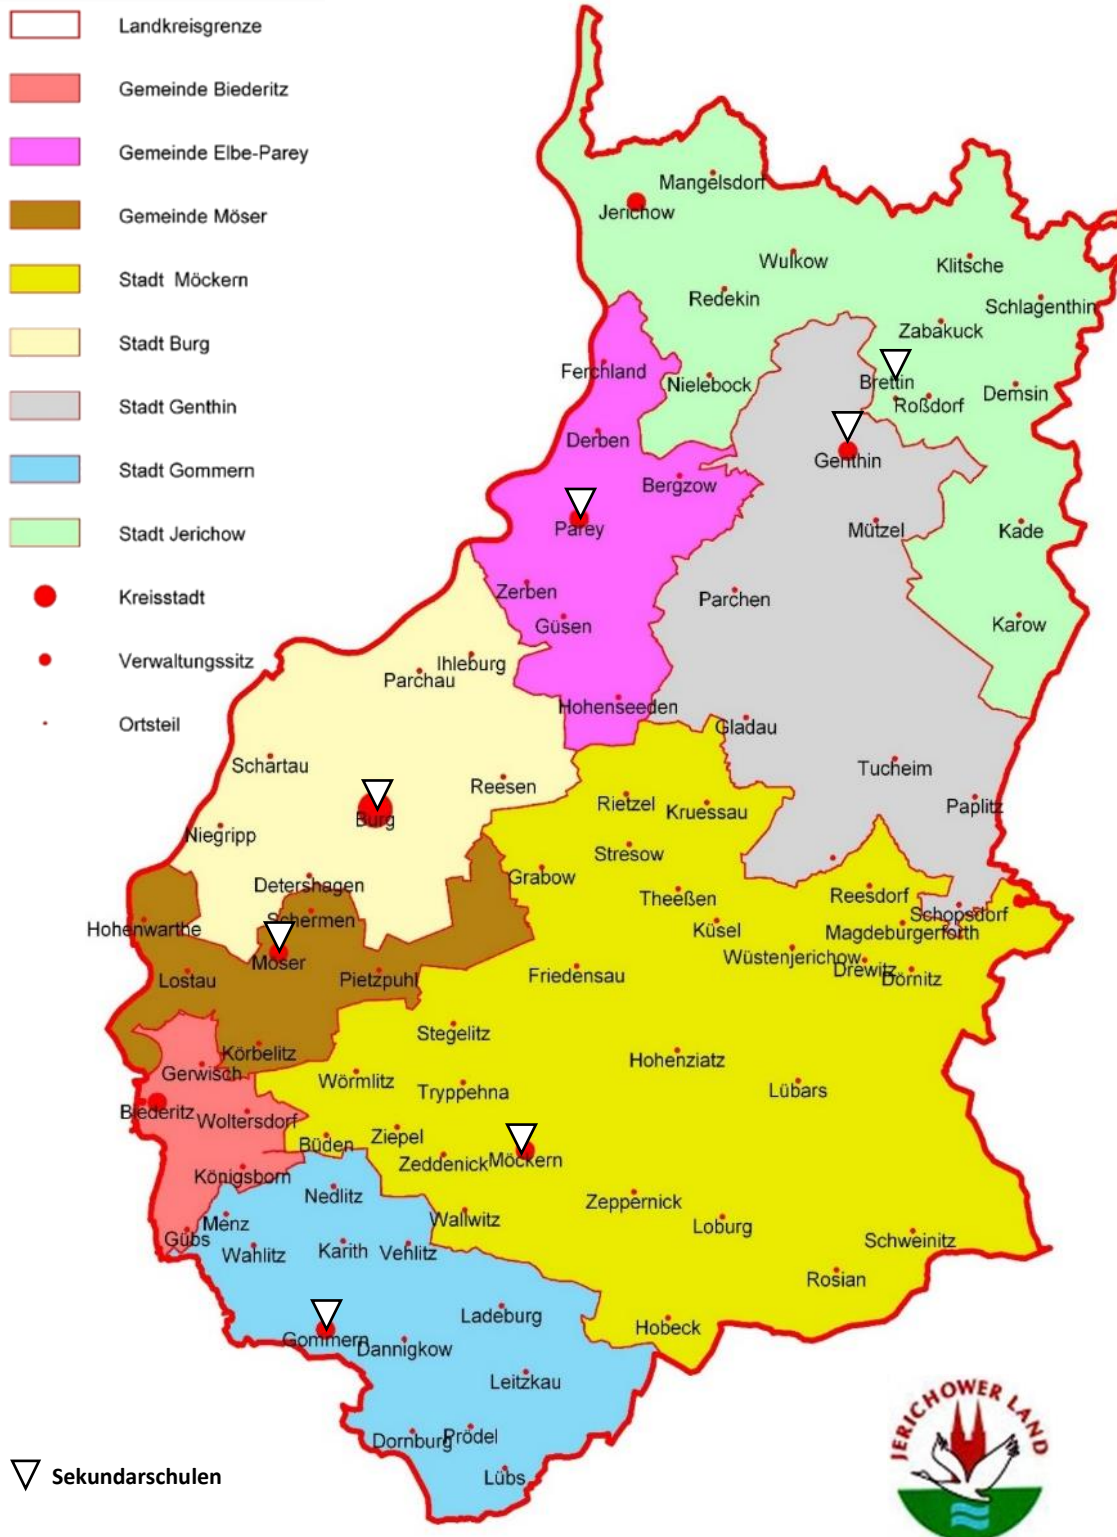 Landkreisgrenze
Gemeinde Biederitz
Gemeinde Elbe-Parey
Gemeinde Möser
Stadt Möckern
Stadt Burg
Stadt Genthin
Stadt Gommern
Stadt Jerichow
Kreisstadt
Verwaltungssitz
Ortsteil
Mangelsdorf
Jerichow
Wulkow
Klitsche
Redekin
Schlagenthin
Zabakuck
Ferchland
Nielebock
Brettin
Roßdorf
Demsin
Derben
Genthin
Bergzow
Parey
Mützel
Kade
Zerben
Parchen
Güsen
Karow
Ihleburg
Parchau
Hohenseeden
Gladau
Schartau
Reesen
Tucheim
Rietzel
Kruessau
Paplitz
Burg
Niegripp
Stresow
Grabow
Detershagen
Theeßen
Reesdorf
Schermen
Schopsdorf
Hohenwarthe
Küsel
Magdeburgerforth
Möser
Wüstenjerichow
Lostau
Pietzpuhl
Friedensau
Drewitz
Dörnitz
Stegelitz
Körbelitz
Hohenziatz
Gerwisch
Wörmlitz
Tryppehna
Lübars
Biederitz
Woltersdorf
Büden
Ziepel
Zeddenick
Möckern
Königsborn
Nedlitz
Zeppernick
Menz
Wallwitz
Loburg
Gübs
Wahlitz
Karith
Vehlitz
Schweinitz
Rosian
Ladeburg
Hobeck
Gommern
Dannigkow
Leitzkau
Dornburg
Prödel
Lübs
Sekundarschulen
JERICHOWER LAND